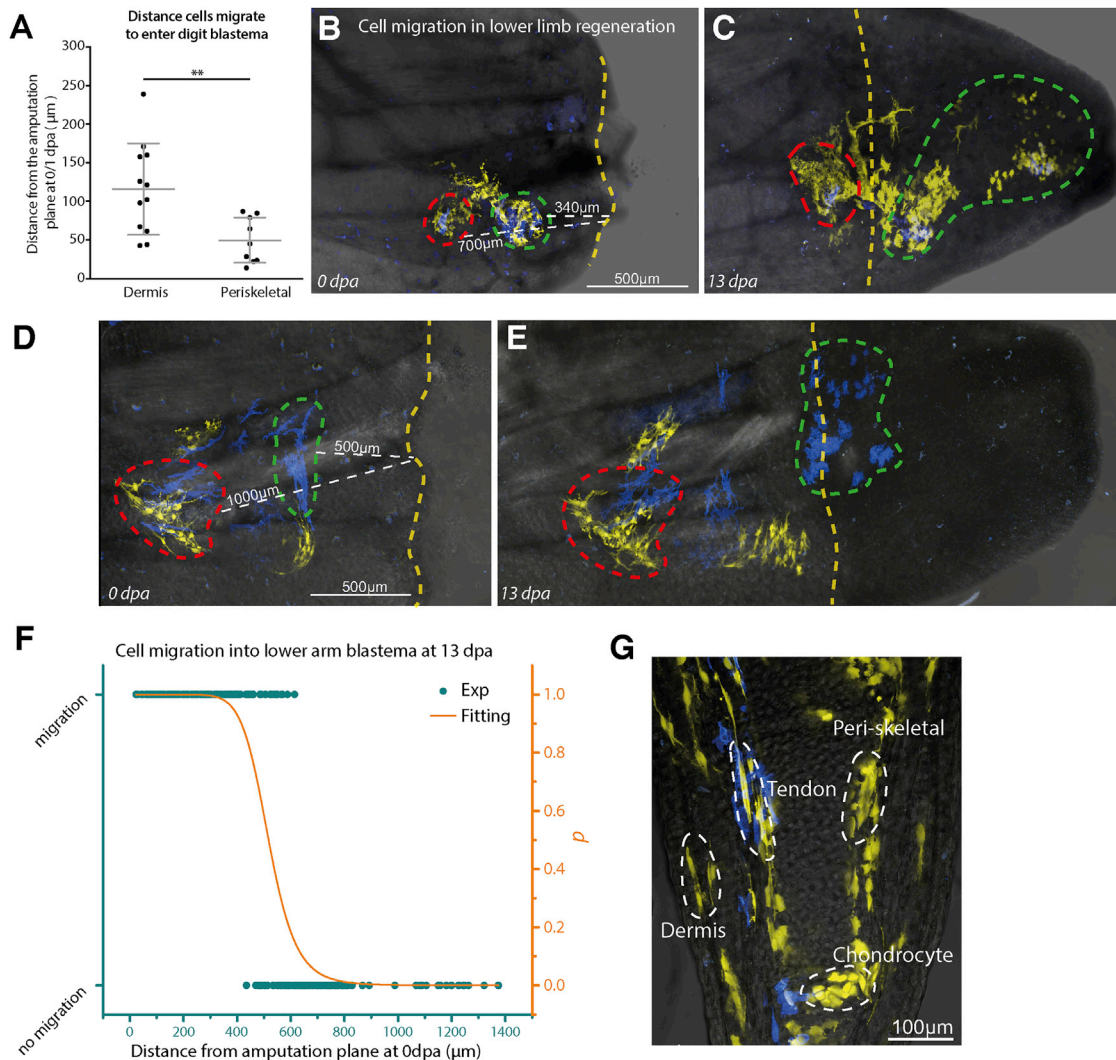 A
Distance cells migrate
to enter digit blastema
**
Distance from the amputation
plane at 0/1 dpa (µm)
300
250
200
150
100
50
0
Dermis
Periskeletal
B
Cell migration in lower limb regeneration
340µm
700µm
0 dpa
500µm
C
13 dpa
D
500µm
1000µm
0 dpa
500µm
E
13 dpa
F
Cell migration into lower arm blastema at 13 dpa
Exp
Fitting
migration
no migration
1.0
0.8
0.6
0.4
0.2
0.0
p
0 200 400 600 800 1000 1200 1400
Distance from amputation plane at 0dpa (µm)
G
Peri-skeletal
Tendon
Dermis
Chondrocyte
100µm